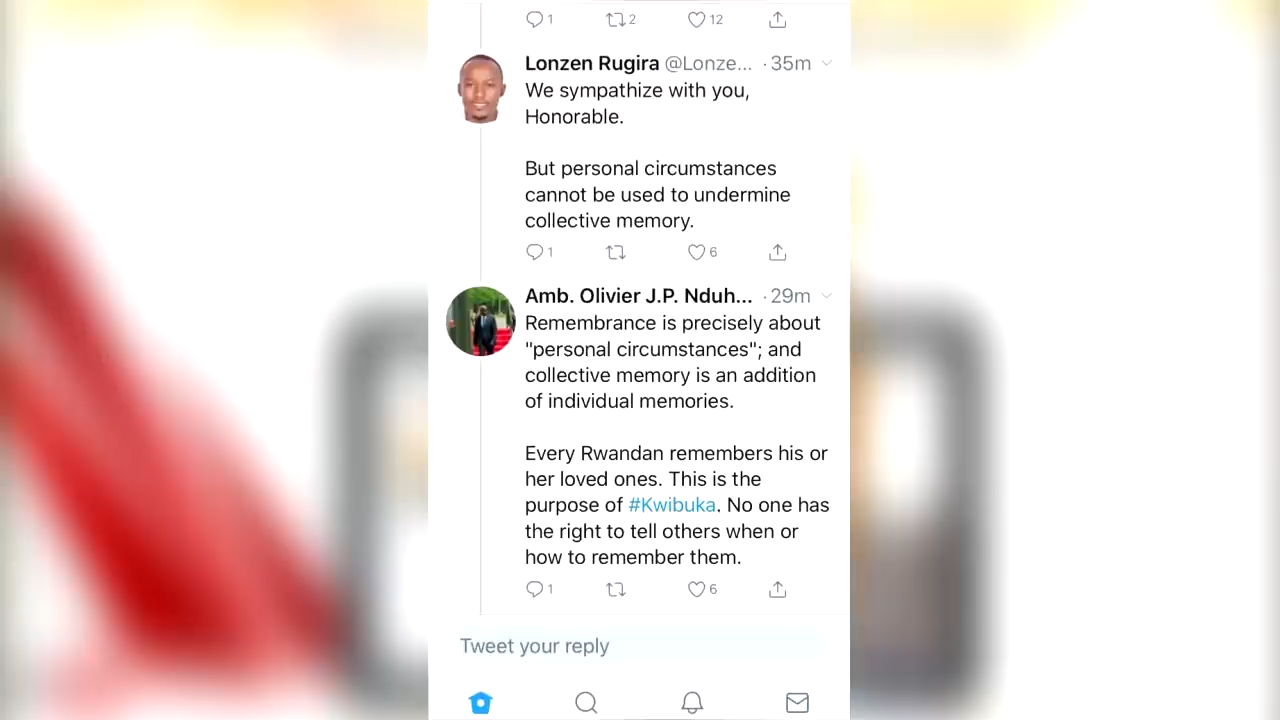 1 2 12
Lonzen Rugira @Lonze... · 35m
We sympathize with you,
Honorable.
But personal circumstances
cannot be used to undermine
collective memory.
1 6
Amb. Olivier J.P. Nduh... · 29m
Remembrance is precisely about
"personal circumstances"; and
collective memory is an addition
of individual memories.
Every Rwandan remembers his or
her loved ones. This is the
purpose of #Kwibuka. No one has
the right to tell others when or
how to remember them.
1 6
Tweet your reply